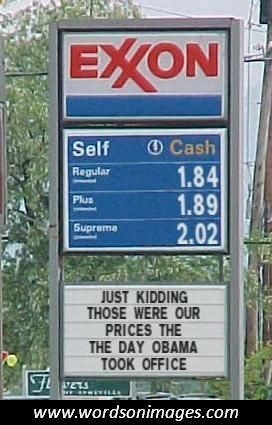 EXXON
Self Cash
Regular 1.84
Plus 1.89
Supreme 2.02
JUST KIDDING
THOSE WERE OUR
PRICES THE
THE DAY OBAMA
TOOK OFFICE
Flowers
www.wordsonimages.com